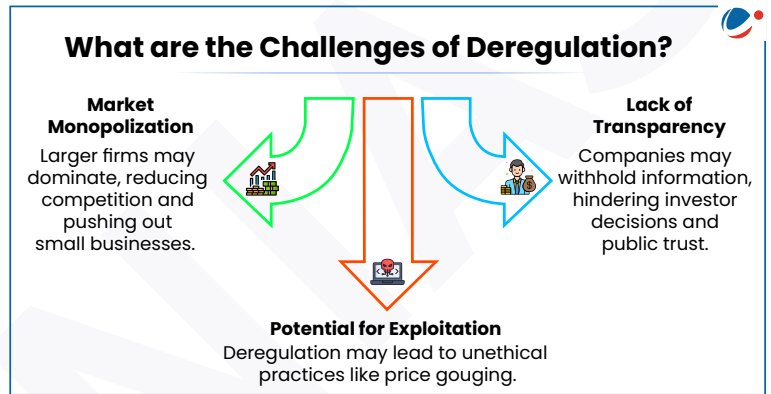 What are the Challenges of Deregulation?
Market
Monopolization
Larger firms may
dominate, reducing
competition and
pushing out
small businesses.
Lack of
Transparency
Companies may
withhold information,
hindering investor
decisions and
public trust.
Potential for Exploitation
Deregulation may lead to unethical
practices like price gouging.